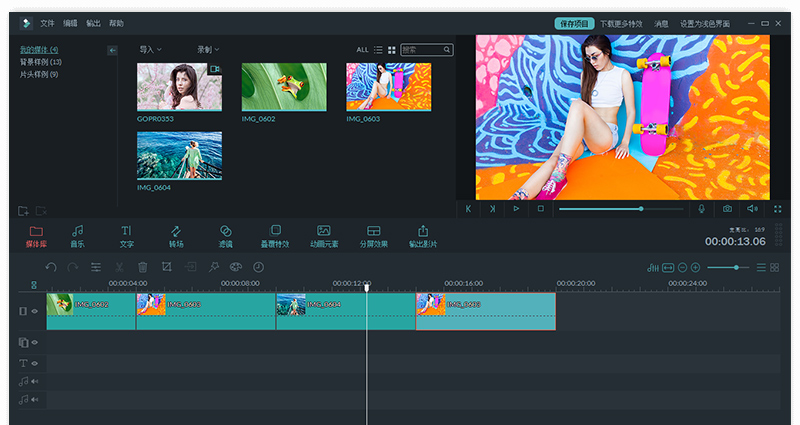 文件 编辑 输出 帮助 保存项目 下载更多特效 消息 设置为浅色界面
我的媒体 (4)
背景样例 (13)
片头样例 (9)
导入 录制 ALL 搜索
GOPR0353 IMG_0602 IMG_0603
IMG_0604
媒体库 音乐 文字 转场 滤镜 叠覆特效 动画元素 分屏效果 输出影片
宽高比: 16:9
00:00:13.06
00:00:04:00 00:00:08:00 00:00:12:00 00:00:16:00 00:00:20:00 00:00:24:00
IMG_0602 IMG_0603 IMG_0604 IMG_0603